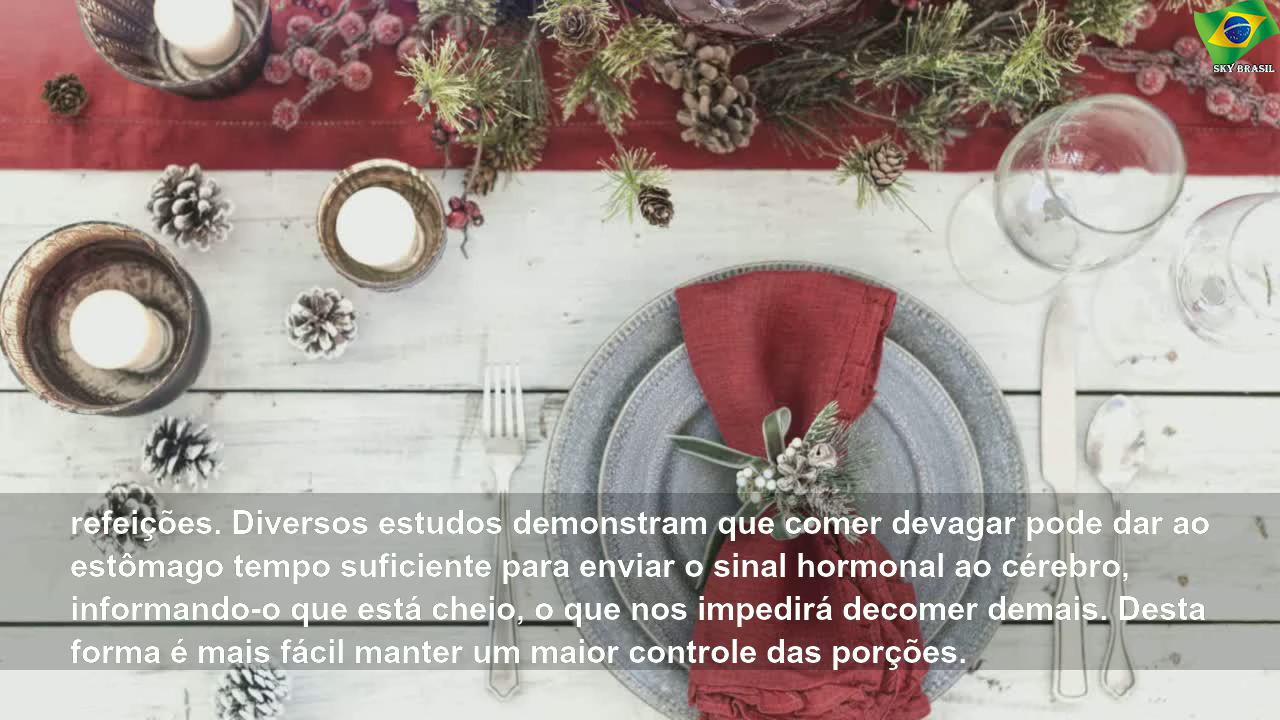 SKY BRASIL
refeições. Diversos estudos demonstram que comer devagar pode dar ao
estômago tempo suficiente para enviar o sinal hormonal ao cérebro,
informando-o que está cheio, o que nos impedirá decomer demais. Desta
forma é mais fácil manter um maior controle das porções.